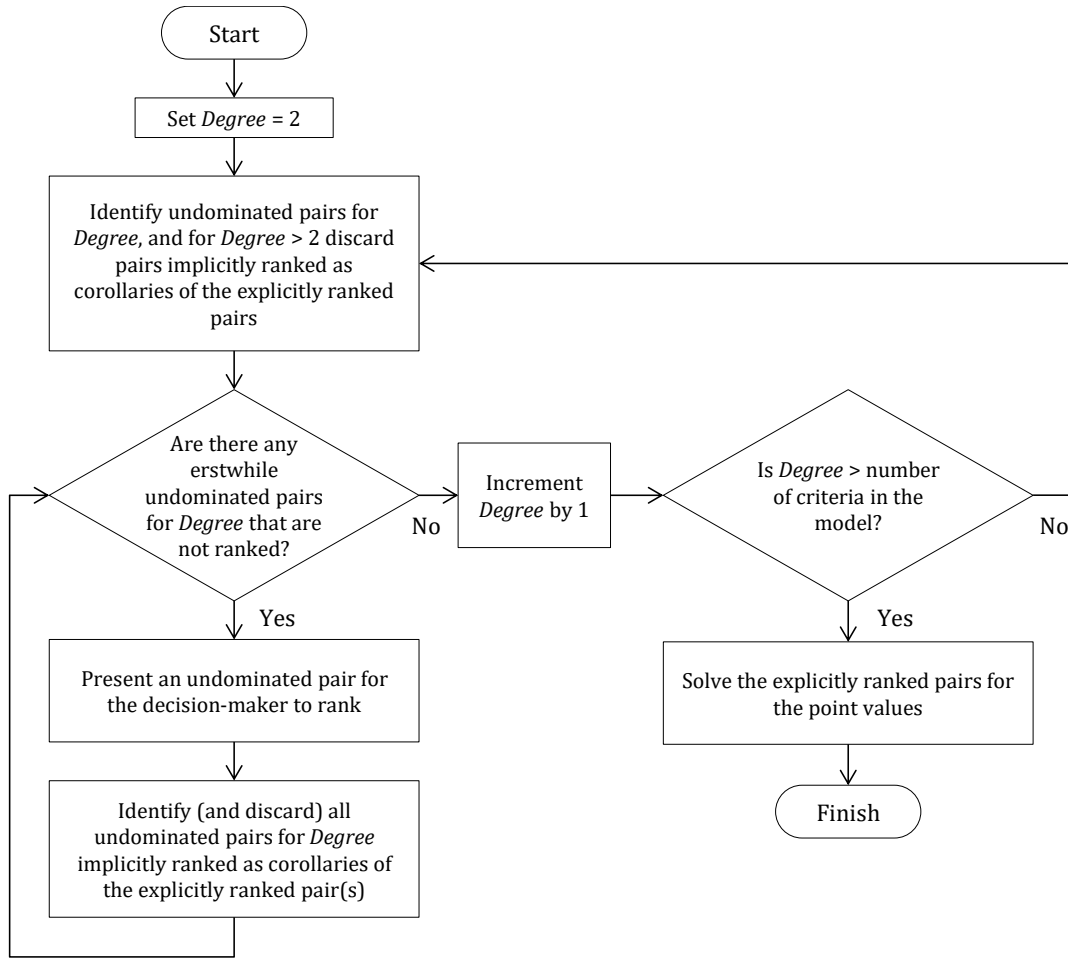 Start
Set Degree = 2
Identify undominated pairs for
Degree, and for Degree > 2 discard
pairs implicitly ranked as
corollaries of the explicitly ranked
pairs
Are there any
erstwhile
undominated pairs
for Degree that are
not ranked?
No
Increment
Degree by 1
Is Degree > number
of criteria in the
model?
No
Yes
Present an undominated pair for
the decision-maker to rank
Identify (and discard) all
undominated pairs for Degree
implicitly ranked as corollaries of
the explicitly ranked pair(s)
Yes
Solve the explicitly ranked pairs for
the point values
Finish